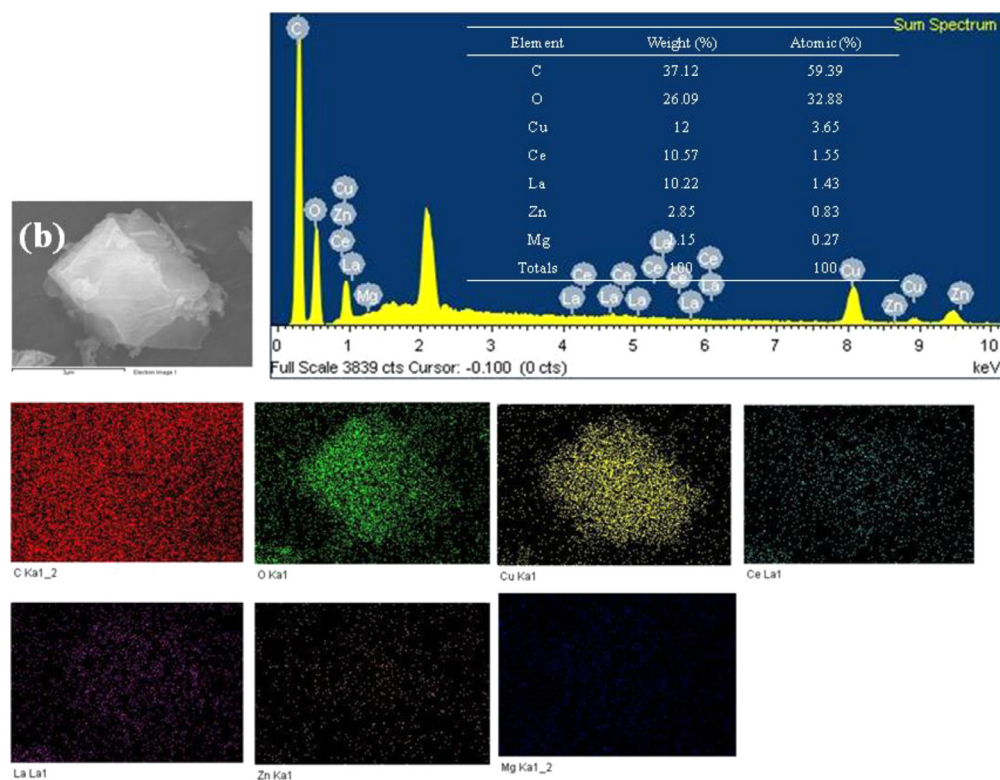 Sum Spectrum
Element Weight (%) Atomic (%)
C 37.12 59.39
O 26.09 32.88
Cu 12 3.65
Ce 10.57 1.55
La 10.22 1.43
Zn 2.85 0.83
Mg .15 0.27
Totals 100 100
C
O
Cu
Zn
Ce
La
Mg
La
Ce
La
Ce
La
Ce
La
Ce
La
Ce
La
Cu
Zn
Cu
Zn
0 1 2 3 4 5 6 7 8 9 10
Full Scale 3839 cts Cursor: -0.100 (0 cts)
keV
(b)
Electron Image 1
C Ka1_2
O Ka1
Cu Ka1
Ce La1
La La1
Zn Ka1
Mg Ka1_2